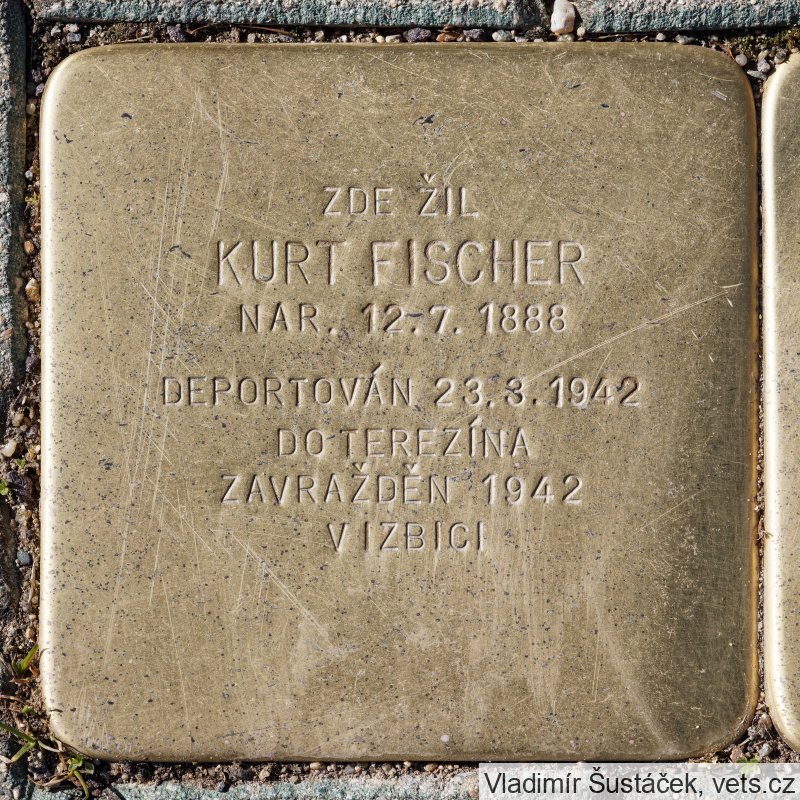 ZDE ŽIL
KURT FISCHER
NAR. 12.7. 1888
DEPORTOVÁN 23.3.1942
DO TEREZÍNA
ZAVRAŽDĚN 1942
V IZBICI
Vladimír Šustáček, vets.cz